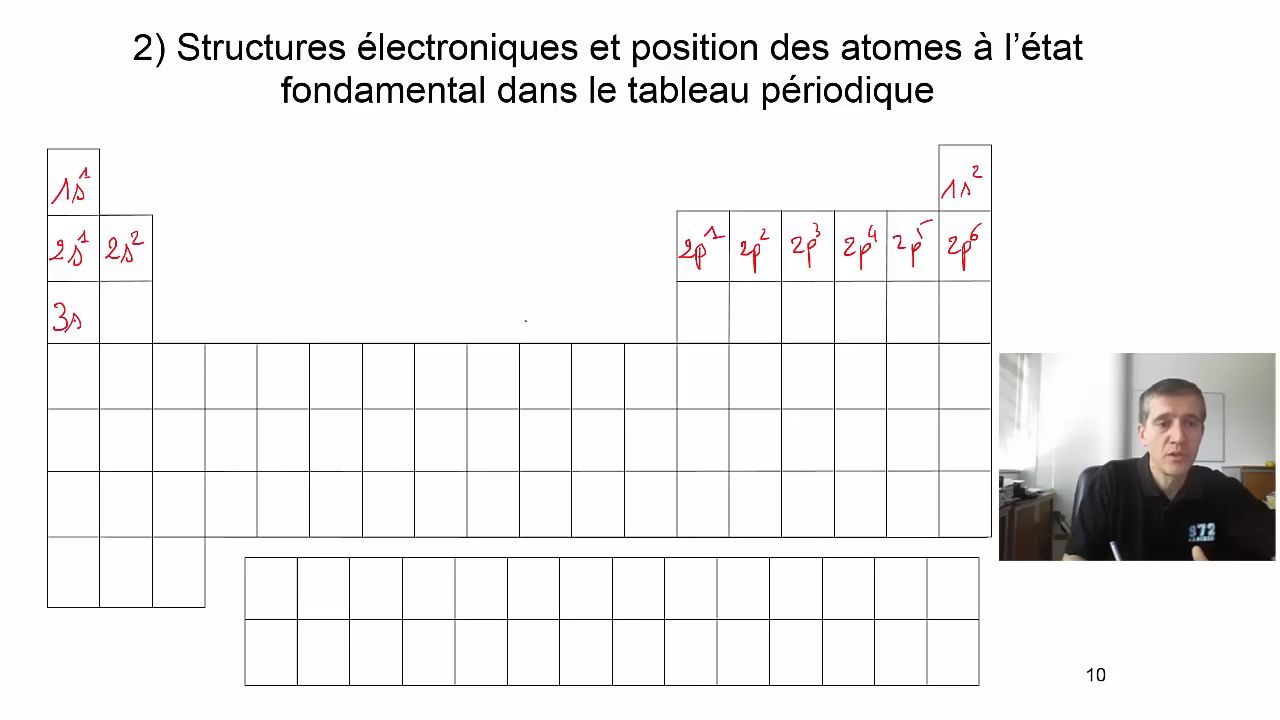 2) Structures électroniques et position des atomes à l’état
fondamental dans le tableau périodique
1s¹ 1s²
2s¹ 2s² 2p¹ 2p² 2p³ 2p⁴ 2p⁵ 2p⁶
3s
972
10